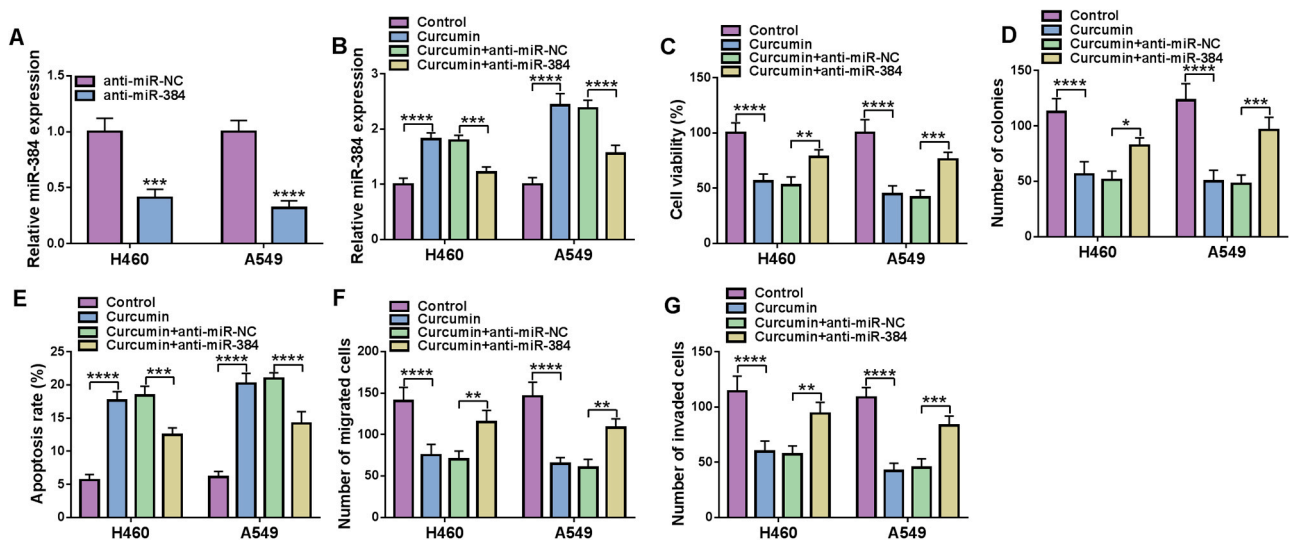 A
anti-miR-NC
anti-miR-384
Relative miR-384 expression
1.5
1.0
0.5
0.0
***
****
H460
A549
B
Control
Curcumin
Curcumin+anti-miR-NC
Curcumin+anti-miR-384
Relative miR-384 expression
3
2
1
0
****
***
****
****
H460
A549
C
Control
Curcumin
Curcumin+anti-miR-NC
Curcumin+anti-miR-384
Cell viability (%)
150
100
50
0
****
**
****
***
H460
A549
D
Control
Curcumin
Curcumin+anti-miR-NC
Curcumin+anti-miR-384
Number of colonies
150
100
50
0
****
*
****
***
H460
A549
E
Control
Curcumin
Curcumin+anti-miR-NC
Curcumin+anti-miR-384
Apoptosis rate (%)
25
20
15
10
5
0
****
***
****
****
H460
A549
F
Control
Curcumin
Curcumin+anti-miR-NC
Curcumin+anti-miR-384
Number of migrated cells
200
150
100
50
0
****
**
****
**
H460
A549
G
Control
Curcumin
Curcumin+anti-miR-NC
Curcumin+anti-miR-384
Number of invaded cells
150
100
50
0
****
**
****
***
H460
A549